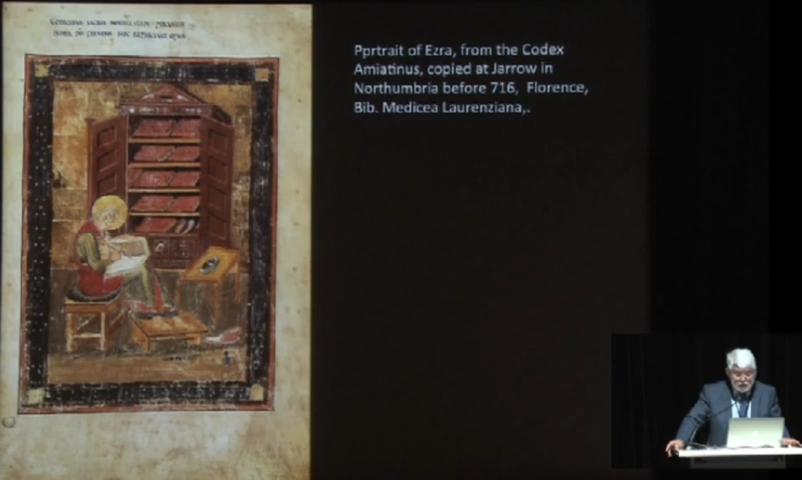 Pprtrait of Ezra, from the Codex
Amiatinus, copied at Jarrow in
Northumbria before 716, Florence,
Bib. Medicea Laurenziana,.